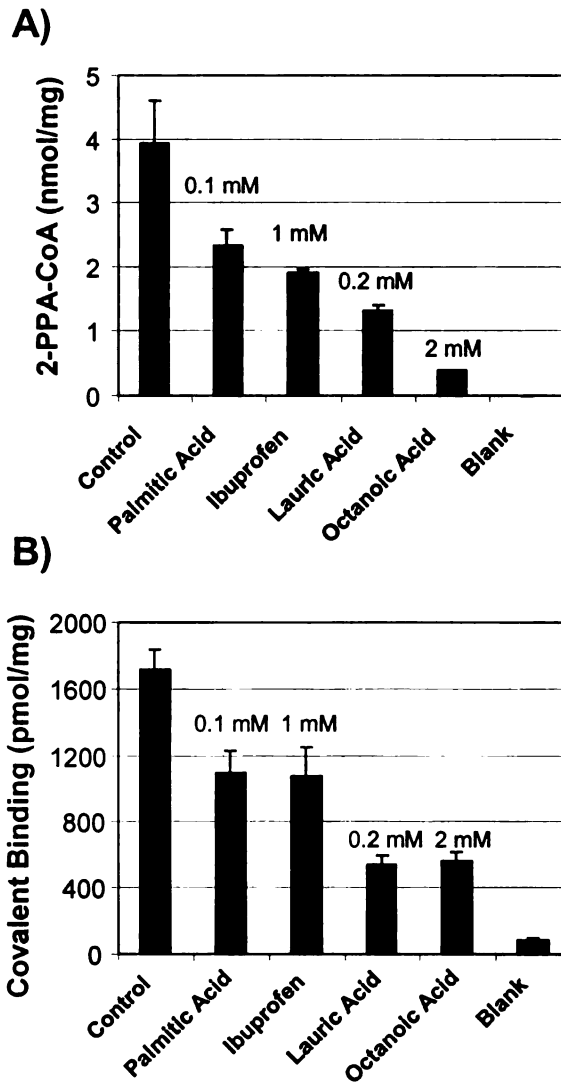 A)
2-PPA-CoA (nmol/mg)
5
4
3
2
1
0
0.1 mM
1 mM
0.2 mM
2 mM
Control
Palmitic Acid
Ibuprofen
Lauric Acid
Octanoic Acid
Blank
B)
Covalent Binding (pmol/mg)
2000
1600
1200
800
400
0
0.1 mM
1 mM
0.2 mM
2 mM
Control
Palmitic Acid
Ibuprofen
Lauric Acid
Octanoic Acid
Blank